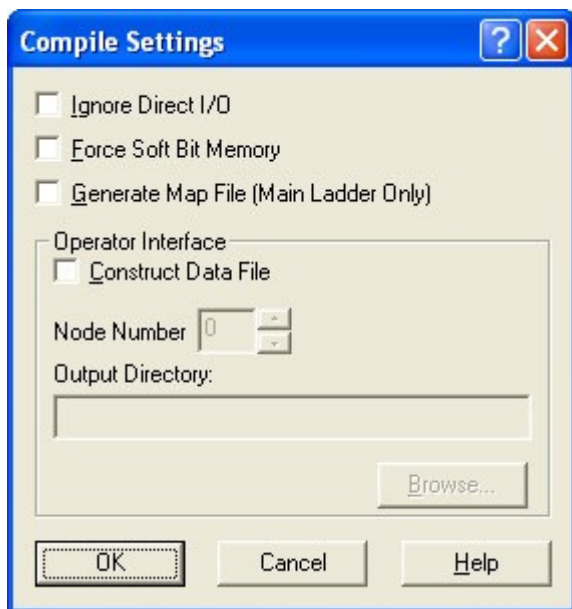 Compile Settings
Ignore Direct I/O
Force Soft Bit Memory
Generate Map File (Main Ladder Only)
Operator Interface
Construct Data File
Node Number 0
Output Directory:
Browse...
OK Cancel Help